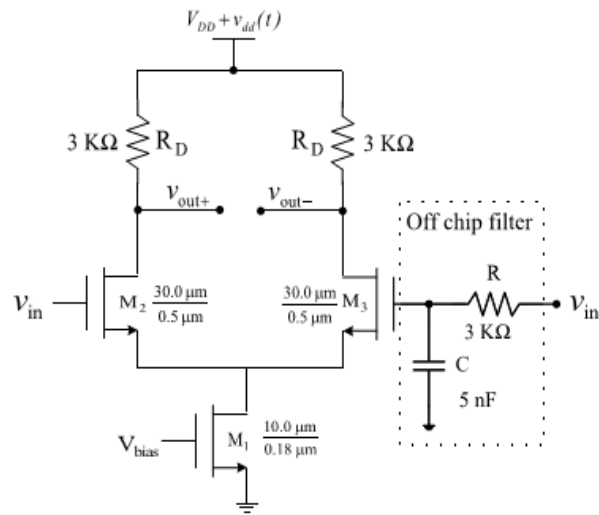 V_DD + v_dd(t)
3 KΩ R_D
R_D 3 KΩ
v_out+
v_out−
Off chip filter
R
v_in
3 KΩ
C
5 nF
v_in
M_2 30.0 μm
0.5 μm
30.0 μm M_3
0.5 μm
V_bias
M_1 10.0 μm
0.18 μm